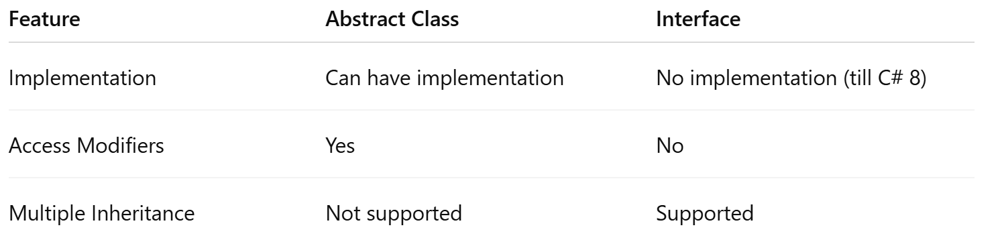 Feature Abstract Class Interface
Implementation Can have implementation No implementation (till C# 8)
Access Modifiers Yes No
Multiple Inheritance Not supported Supported